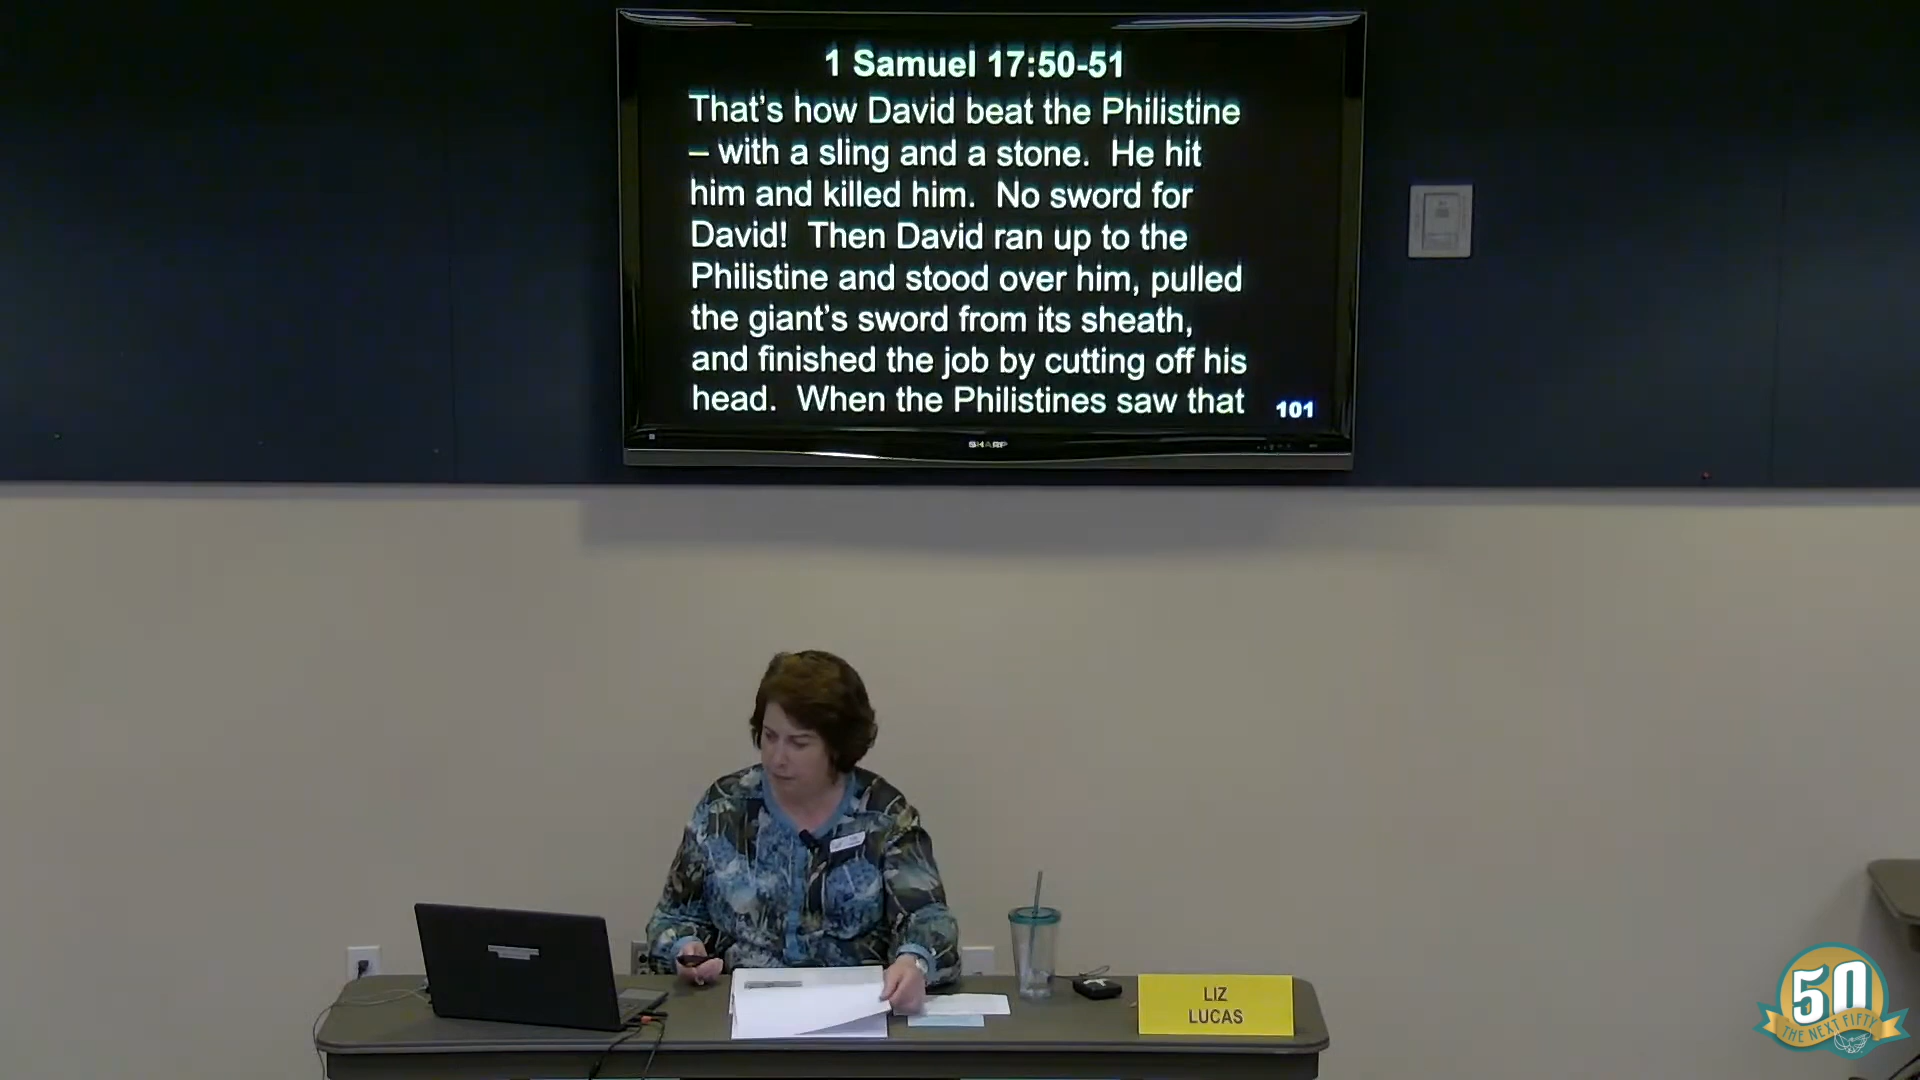 1 Samuel 17:50-51
That's how David beat the Philistine
– with a sling and a stone.  He hit
him and killed him.  No sword for
David!  Then David ran up to the
Philistine and stood over him, pulled
the giant's sword from its sheath,
and finished the job by cutting off his
head.  When the Philistines saw that
101
SHARP
LIZ
LUCAS
50
THE NEXT FIFTY